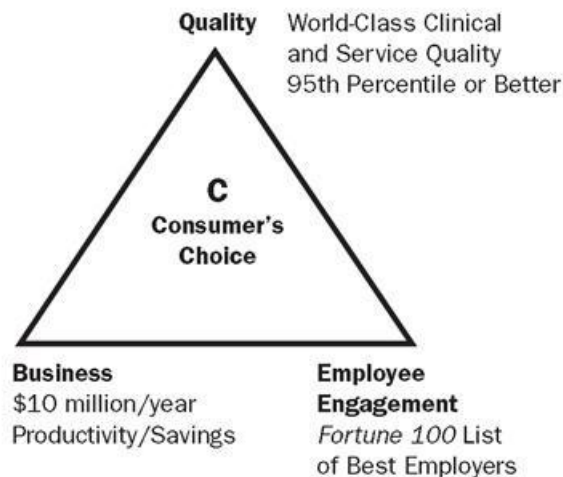 Quality
World-Class Clinical
and Service Quality
95th Percentile or Better
C
Consumer's
Choice
Business
$10 million/year
Productivity/Savings
Employee
Engagement
Fortune 100 List
of Best Employers